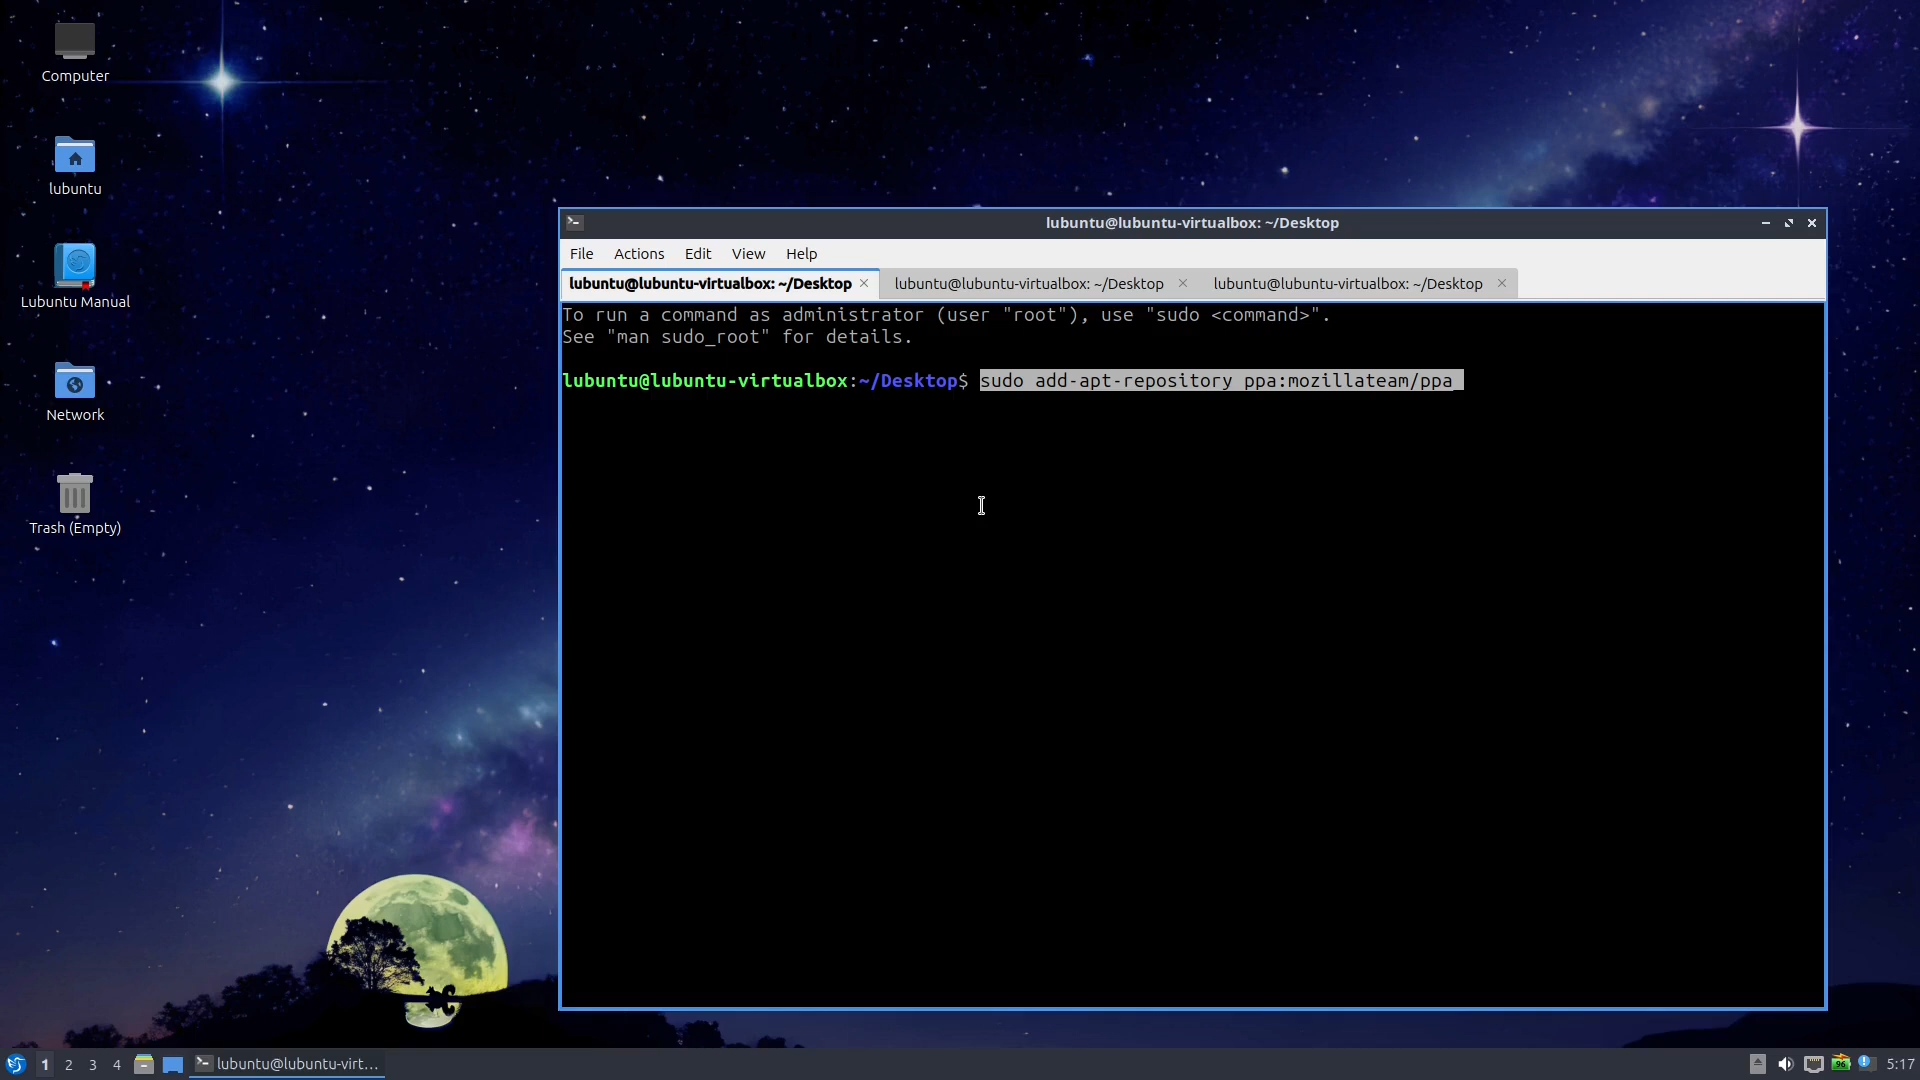 Computer
lubuntu
Lubuntu Manual
Network
Trash (Empty)
lubuntu@lubuntu-virtualbox: ~/Desktop
File Actions Edit View Help
lubuntu@lubuntu-virtualbox: ~/Desktop lubuntu@lubuntu-virtualbox: ~/Desktop lubuntu@lubuntu-virtualbox: ~/Desktop
To run a command as administrator (user "root"), use "sudo <command>".
See "man sudo_root" for details.
lubuntu@lubuntu-virtualbox:~/Desktop$ sudo add-apt-repository ppa:mozillateam/ppa
1 2 3 4 lubuntu@lubuntu-virt... 96 5:17